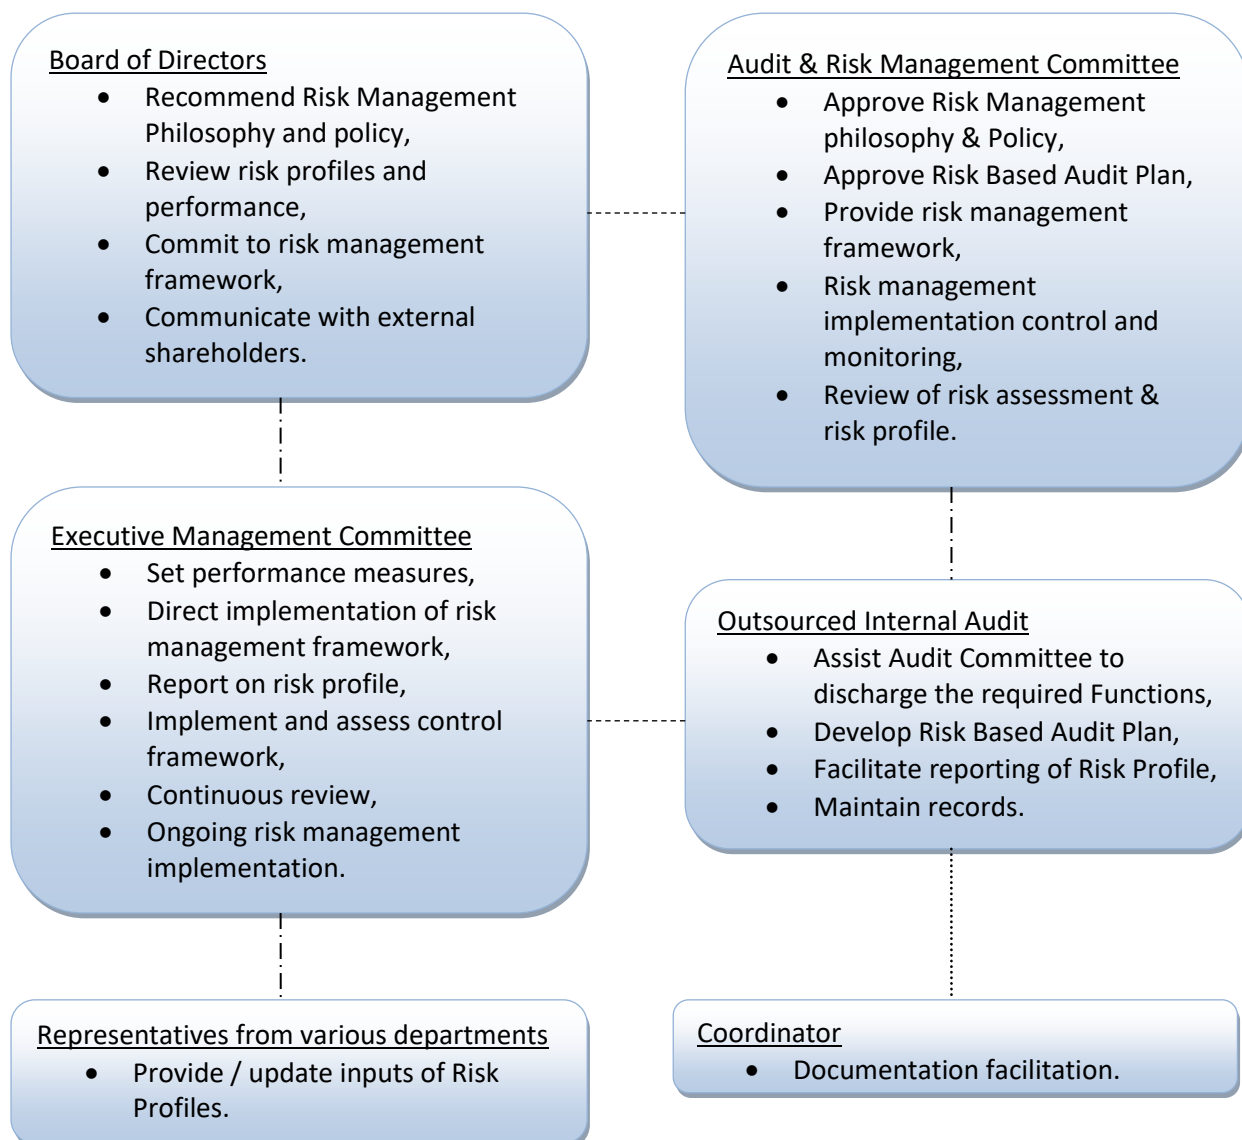 Board of Directors
• Recommend Risk Management
Philosophy and policy,
• Review risk profiles and
performance,
• Commit to risk management
framework,
• Communicate with external
shareholders.
Audit & Risk Management Committee
• Approve Risk Management
philosophy & Policy,
• Approve Risk Based Audit Plan,
• Provide risk management
framework,
• Risk management
implementation control and
monitoring,
• Review of risk assessment &
risk profile.
Executive Management Committee
• Set performance measures,
• Direct implementation of risk
management framework,
• Report on risk profile,
• Implement and assess control
framework,
• Continuous review,
• Ongoing risk management
implementation.
Outsourced Internal Audit
• Assist Audit Committee to
discharge the required Functions,
• Develop Risk Based Audit Plan,
• Facilitate reporting of Risk Profile,
• Maintain records.
Representatives from various departments
• Provide / update inputs of Risk
Profiles.
Coordinator
• Documentation facilitation.